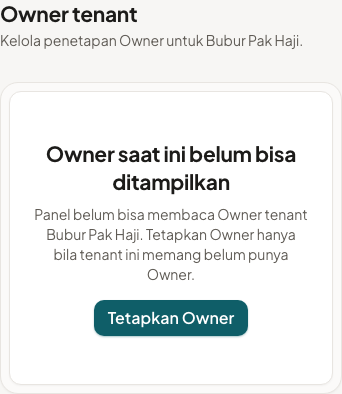 Owner tenant
Kelola penetapan Owner untuk Bubur Pak Haji.
Owner saat ini belum bisa
ditampilkan
Panel belum bisa membaca Owner tenant
Bubur Pak Haji. Tetapkan Owner hanya
bila tenant ini memang belum punya
Owner.
Tetapkan Owner